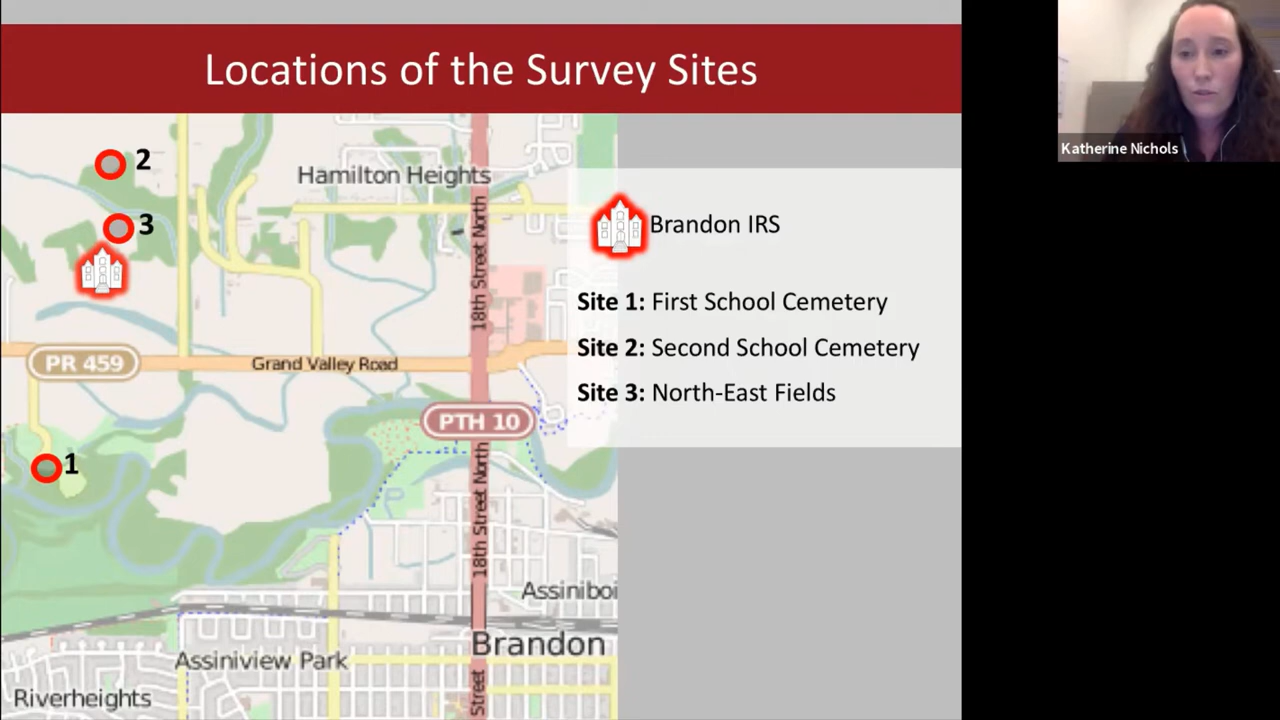 Locations of the Survey Sites
2
Hamilton Heights
3
18th Street North
Brandon IRS
Site 1: First School Cemetery
Site 2: Second School Cemetery
Site 3: North-East Fields
PR 459
Grand Valley Road
PTH 10
1
18th Street North
P
Assiniboi
Brandon
Assiniview Park
Riverheights
Street
Katherine Nichols